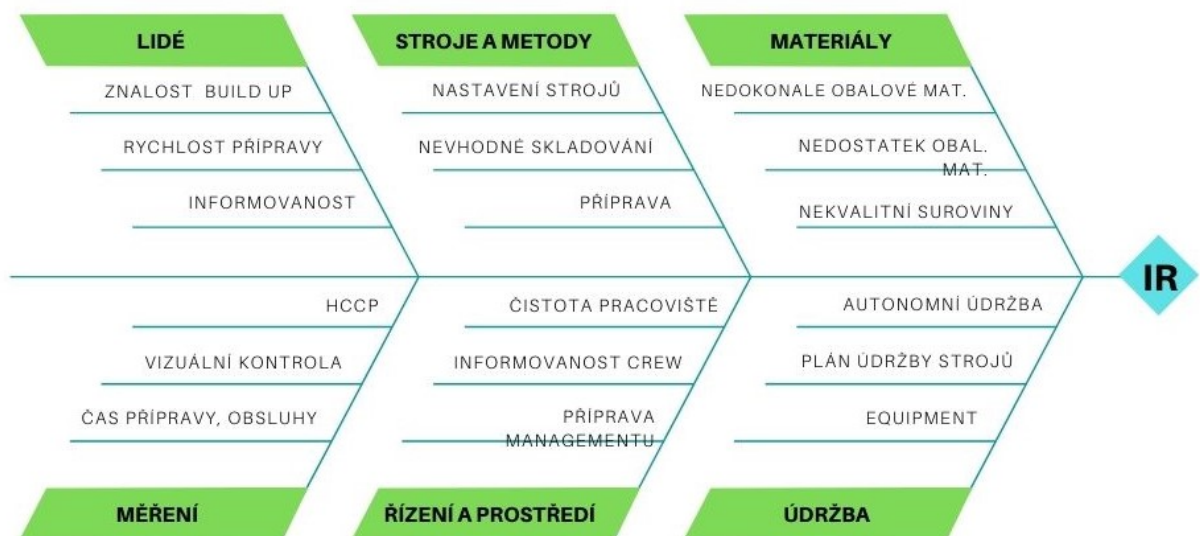 LIDÉ
STROJE A METODY
MATERIÁLY
ZNALOST BUILD UP
NASTAVENÍ STROJŮ
NEDOKONALE OBALOVÉ MAT.
RYCHLOST PŘÍPRAVY
NEVHODNÉ SKLADOVÁNÍ
NEDOSTATEK OBAL.
MAT.
INFORMOVANOST
PŘÍPRAVA
NEKVALITNÍ SUROVINY
IR
HCCP
ČISTOTA PRACOVIŠTĚ
AUTONOMNÍ ÚDRŽBA
VIZUÁLNÍ KONTROLA
INFORMOVANOST CREW
PLÁN ÚDRŽBY STROJŮ
ČAS PŘÍPRAVY, OBSLUHY
PŘÍPRAVA
MANAGEMENTU
EQUIPMENT
MĚŘENÍ
ŘÍZENÍ A PROSTŘEDÍ
ÚDRŽBA